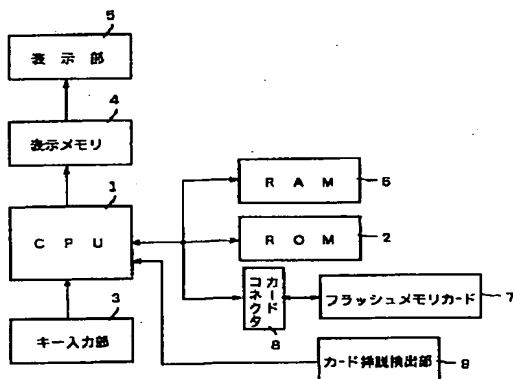 5
表示部
4
表示メモリ
1
CPU
3
キー入力部
RAM
6
ROM
2
カード
コネクタ
8
フラッシュメモリカード
7
カード挿脱検出部
9